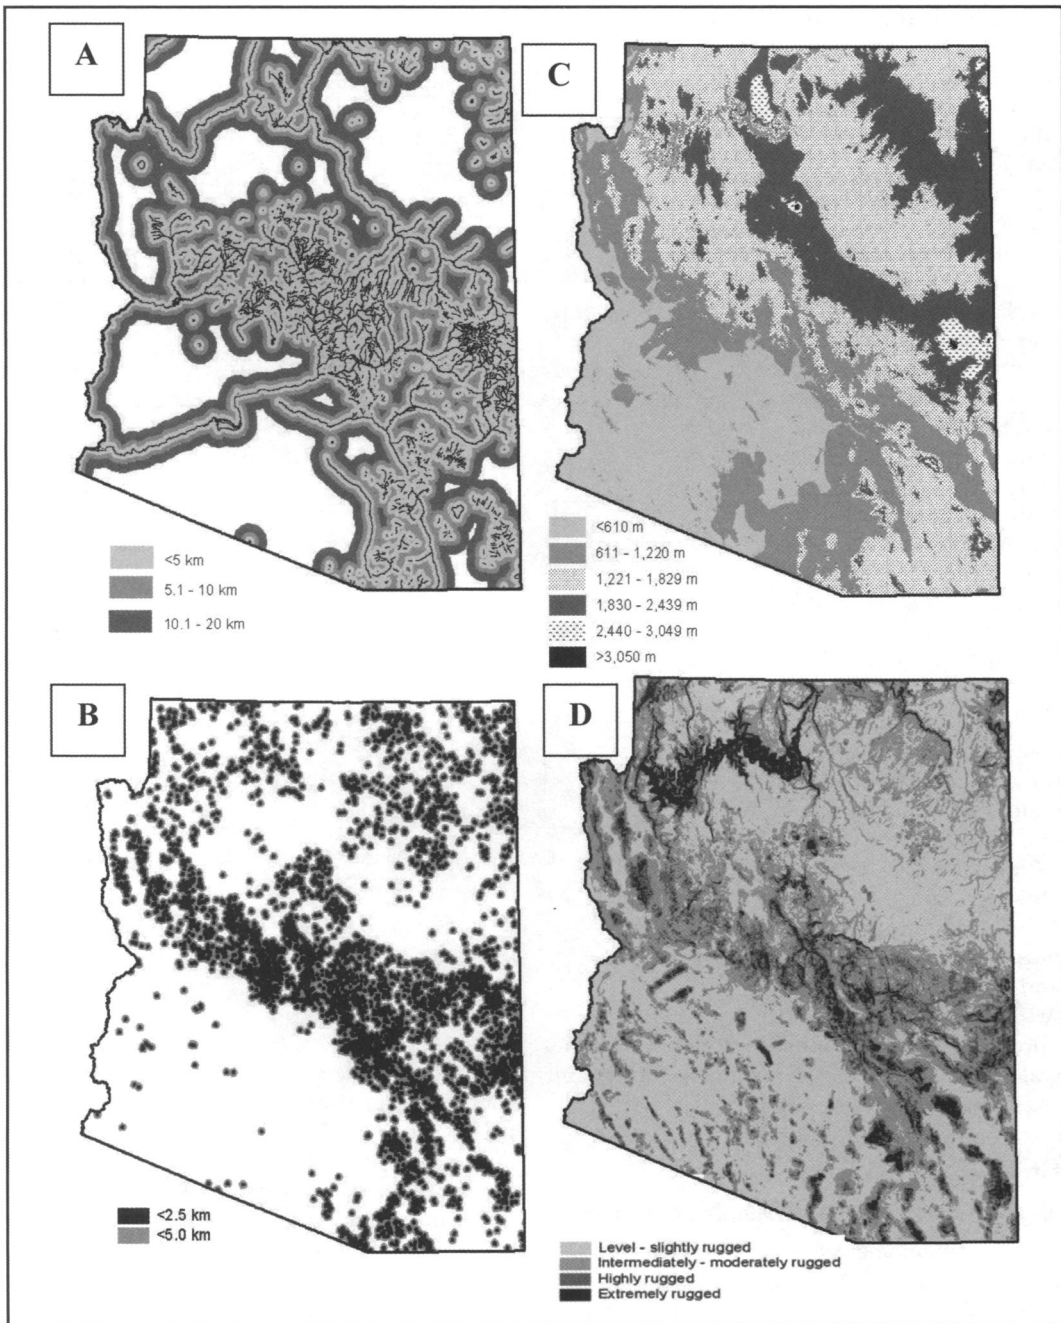 A
<5 km
5.1 - 10 km
10.1 - 20 km
C
<610 m
611 - 1,220 m
1,221 - 1,829 m
1,830 - 2,439 m
2,440 - 3,049 m
>3,050 m
B
<2.5 km
<5.0 km
D
Level - slightly rugged
Intermediately - moderately rugged
Highly rugged
Extremely rugged